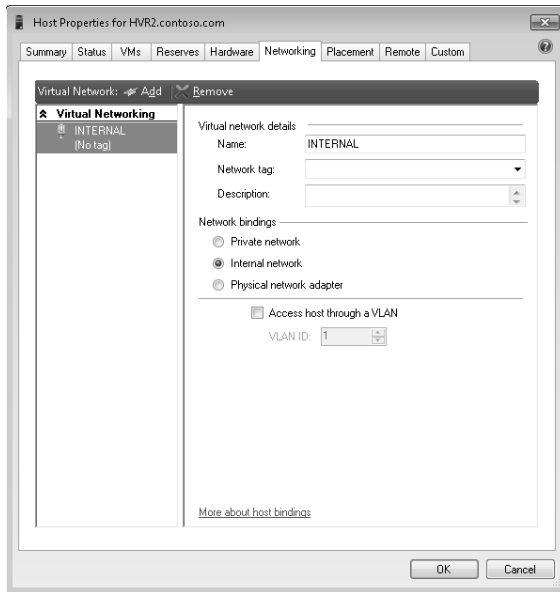 Host Properties for HVR2.contoso.com
Summary Status VMs Reserves Hardware Networking Placement Remote Custom
Virtual Network: Add Remove
Virtual Networking
INTERNAL
(No tag)
Virtual network details
Name: INTERNAL
Network tag:
Description:
Network bindings
Private network
Internal network
Physical network adapter
Access host through a VLAN
VLAN ID: 1
More about host bindings
OK Cancel